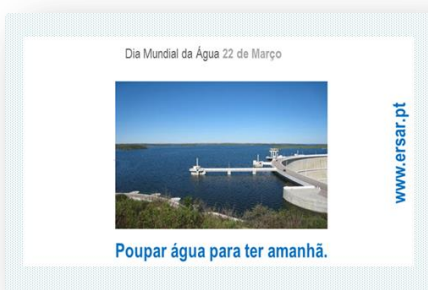 Dia Mundial da Água 22 de Março
Poupar água para ter amanhã.
www.ersar.pt